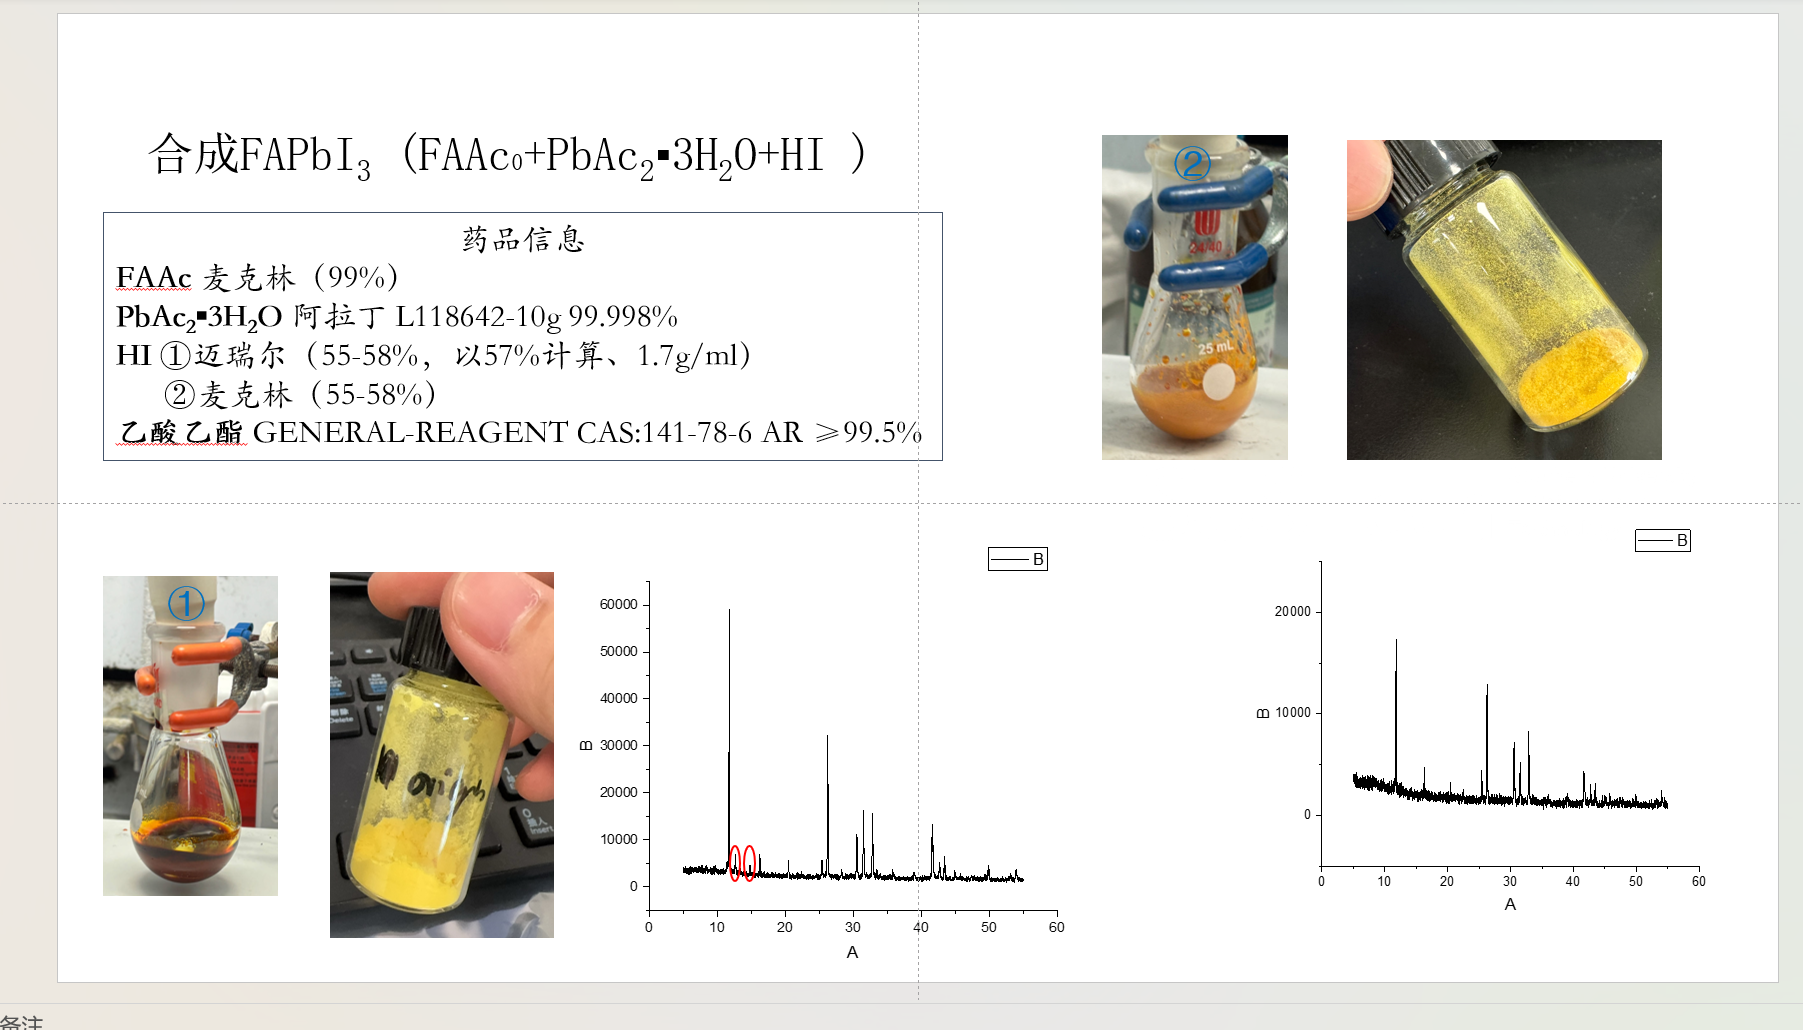 合成FAPbI3 (FAAc0+PbAc2▪3H2O+HI )
药品信息
FAAc 麦克林（99%）
PbAc2▪3H2O 阿拉丁 L118642-10g 99.998%
HI ①迈瑞尔（55-58%，以57%计算、1.7g/ml）
②麦克林（55-58%）
乙酸乙酯 GENERAL-REAGENT CAS:141-78-6 AR ≥99.5%
②
24/40
25 mL
①
Delete
Insert
B
60000
50000
40000
30000
20000
10000
0
B
0 10 20 30 40 50 60
A
B
20000
10000
0
B
0 10 20 30 40 50 60
A
备注